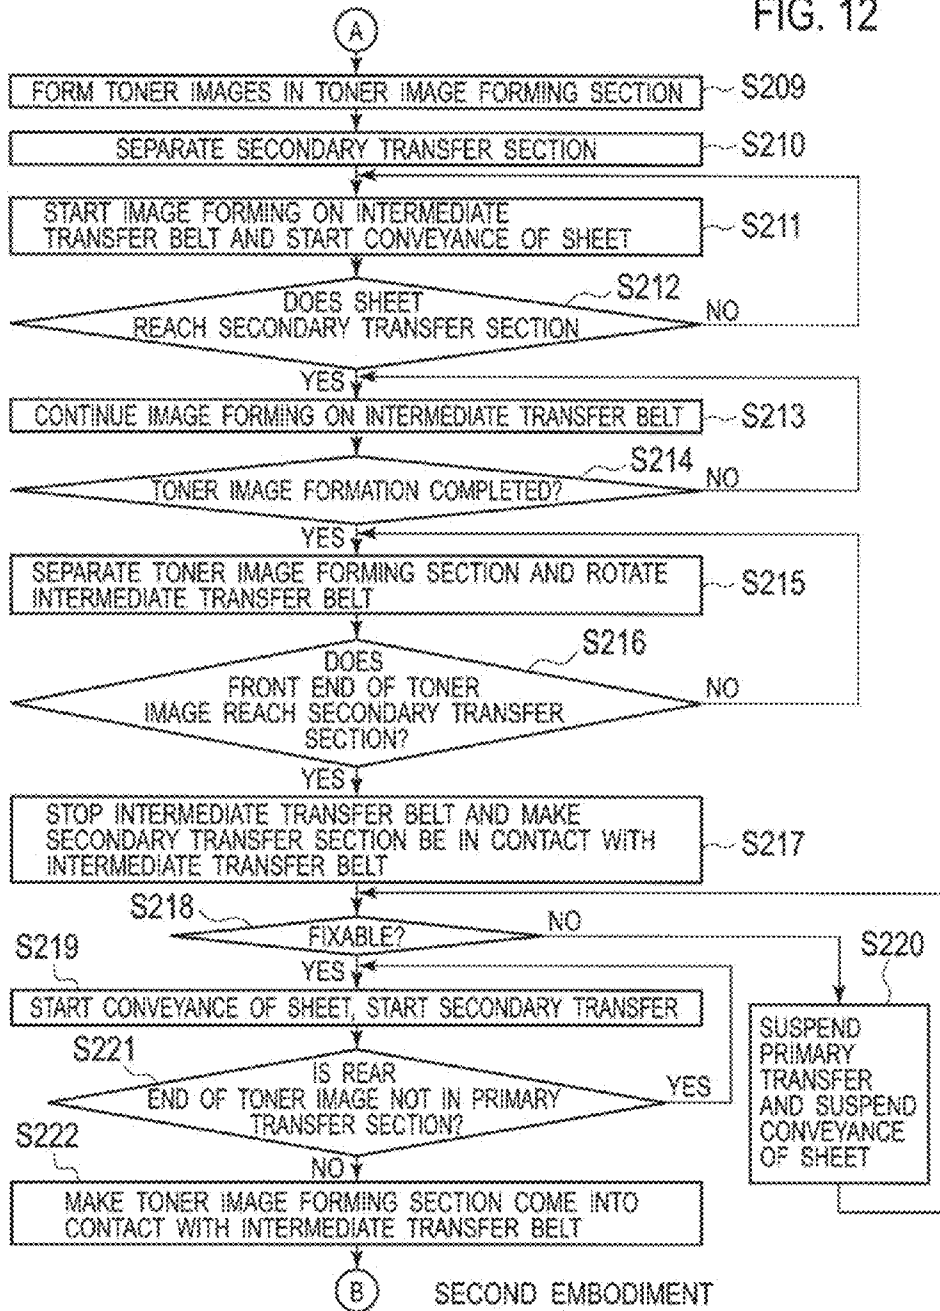 FIG. 12
A
FORM TONER IMAGES IN TONER IMAGE FORMING SECTION
S209
SEPARATE SECONDARY TRANSFER SECTION
S210
START IMAGE FORMING ON INTERMEDIATE
TRANSFER BELT AND START CONVEYANCE OF SHEET
S211
S212
DOES SHEET
REACH SECONDARY TRANSFER SECTION
NO
YES
CONTINUE IMAGE FORMING ON INTERMEDIATE TRANSFER BELT
S213
S214
TONER IMAGE FORMATION COMPLETED?
NO
YES
SEPARATE TONER IMAGE FORMING SECTION AND ROTATE
INTERMEDIATE TRANSFER BELT
S215
S216
DOES
FRONT END OF TONER
IMAGE REACH SECONDARY TRANSFER
SECTION?
NO
YES
STOP INTERMEDIATE TRANSFER BELT AND MAKE
SECONDARY TRANSFER SECTION BE IN CONTACT WITH
INTERMEDIATE TRANSFER BELT
S217
S218
FIXABLE?
NO
YES
S219
START CONVEYANCE OF SHEET, START SECONDARY TRANSFER
S220
SUSPEND
PRIMARY
TRANSFER
AND SUSPEND
CONVEYANCE
OF SHEET
S221
IS REAR
END OF TONER IMAGE NOT IN PRIMARY
TRANSFER SECTION?
YES
NO
S222
MAKE TONER IMAGE FORMING SECTION COME INTO
CONTACT WITH INTERMEDIATE TRANSFER BELT
B
SECOND EMBODIMENT